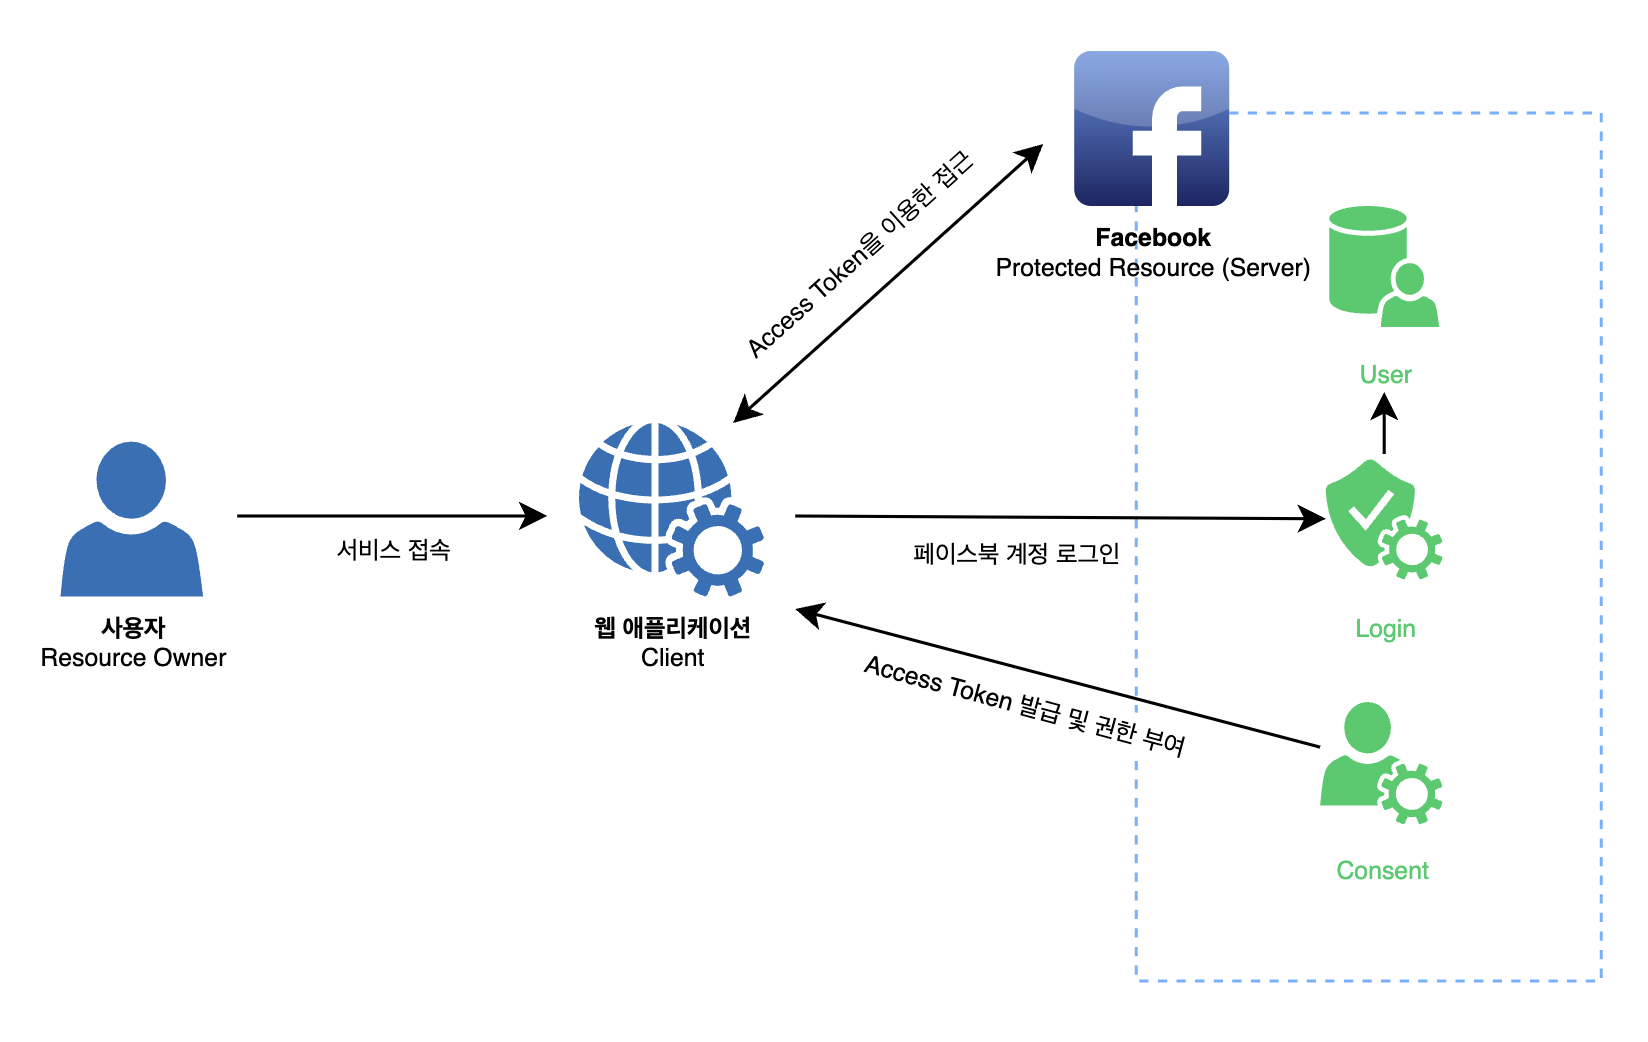 Access Token을 이용한 접근
Facebook
Protected Resource (Server)
User
서비스 접속
페이스북 계정 로그인
사용자
Resource Owner
웹 애플리케이션
Client
Login
Access Token 발급 및 권한 부여
Consent